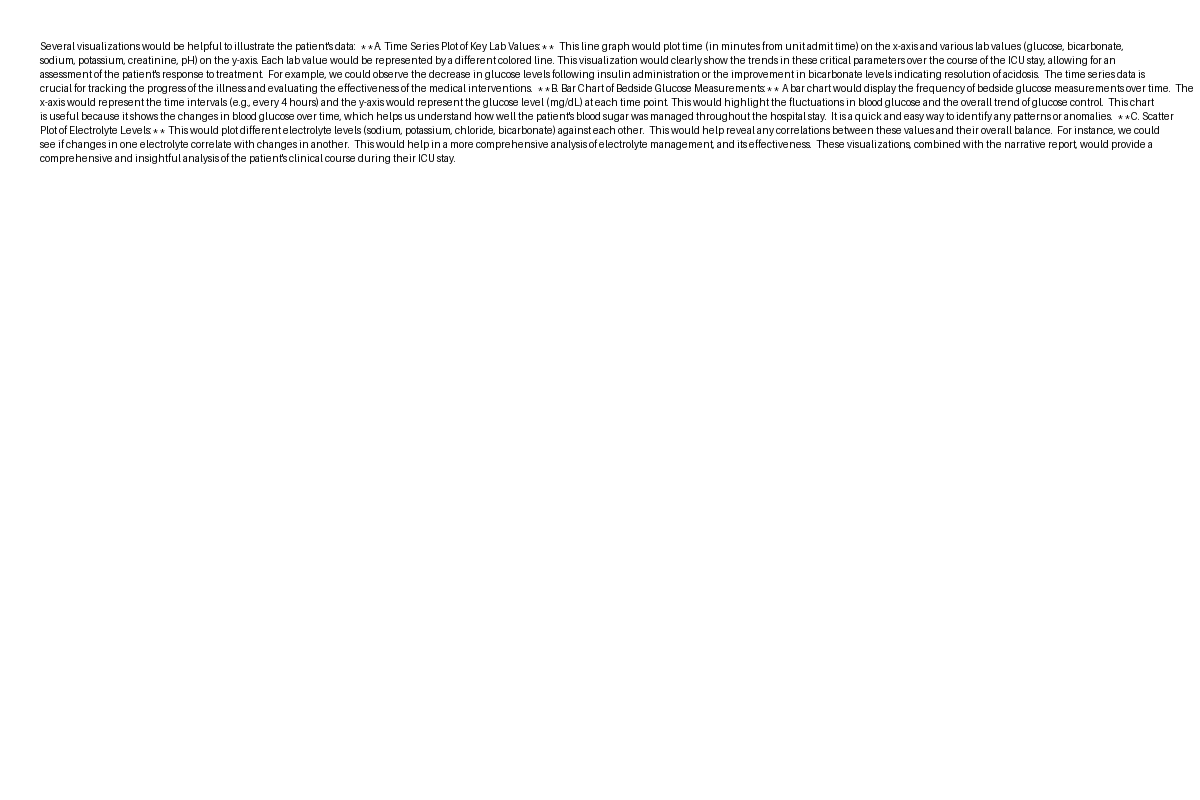 Several visualizations would be helpful to illustrate the patient's data:  **A. Time Series Plot of Key Lab Values:**  This line graph would plot time (in minutes from unit admit time) on the x-axis and various lab values (glucose, bicarbonate,
sodium, potassium, creatinine, pH) on the y-axis. Each lab value would be represented by a different colored line. This visualization would clearly show the trends in these critical parameters over the course of the ICU stay, allowing for an
assessment of the patient's response to treatment.  For example, we could observe the decrease in glucose levels following insulin administration or the improvement in bicarbonate levels indicating resolution of acidosis.  The time series data is
crucial for tracking the progress of the illness and evaluating the effectiveness of the medical interventions.  **B. Bar Chart of Bedside Glucose Measurements:** A bar chart would display the frequency of bedside glucose measurements over time.  The
x-axis would represent the time intervals (e.g., every 4 hours) and the y-axis would represent the glucose level (mg/dL) at each time point. This would highlight the fluctuations in blood glucose and the overall trend of glucose control.  This chart
is useful because it shows the changes in blood glucose over time, which helps us understand how well the patient's blood sugar was managed throughout the hospital stay.  It is a quick and easy way to identify any patterns or anomalies.  **C. Scatter
Plot of Electrolyte Levels:** This would plot different electrolyte levels (sodium, potassium, chloride, bicarbonate) against each other.  This would help reveal any correlations between these values and their overall balance.  For instance, we could
see if changes in one electrolyte correlate with changes in another.  This would help in a more comprehensive analysis of electrolyte management, and its effectiveness.  These visualizations, combined with the narrative report, would provide a
comprehensive and insightful analysis of the patient's clinical course during their ICU stay.